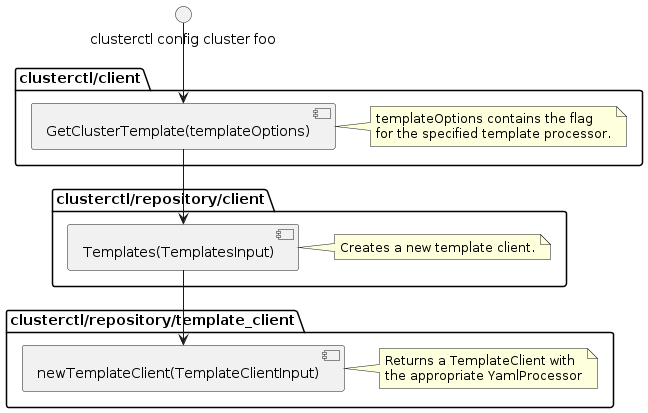 clusterctl config cluster foo
clusterctl/client
GetClusterTemplate(templateOptions)
templateOptions contains the flag
for the specified template processor.
clusterctl/repository/client
Templates(TemplatesInput)
Creates a new template client.
clusterctl/repository/template_client
newTemplateClient(TemplateClientInput)
Returns a TemplateClient with
the appropriate YamlProcessor